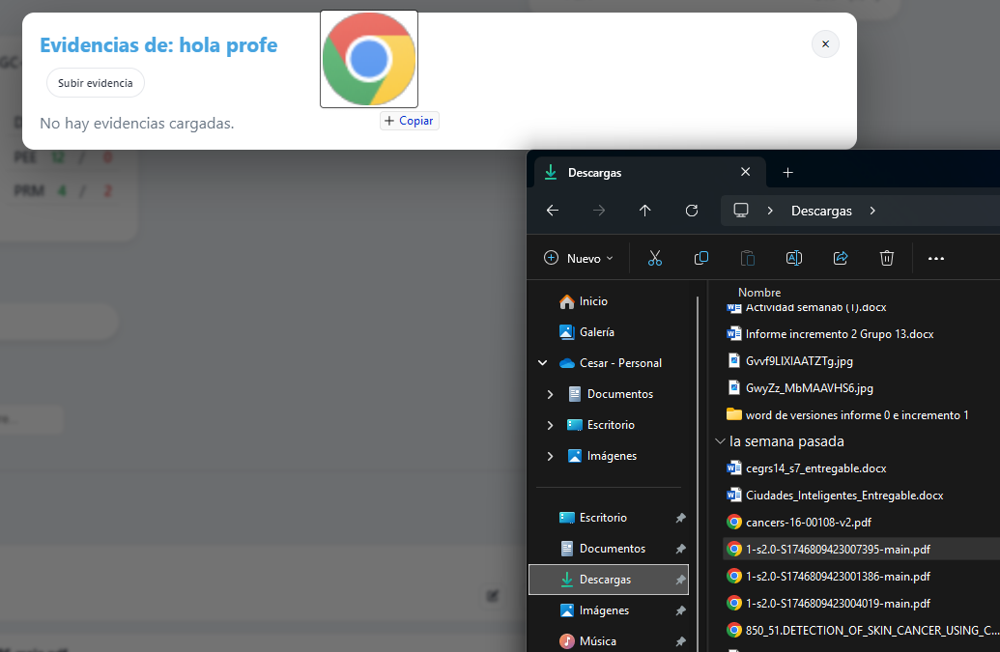 Evidencias de: hola profe
Subir evidencia
+ Copiar
No hay evidencias cargadas.
PEE 12 / 0
PRM 4 / 2
Descargas
Descargas
Nuevo
Inicio
Galería
Cesar - Personal
Documentos
Escritorio
Imágenes
Escritorio
Documentos
Descargas
Imágenes
Música
Nombre
Actividad semana6 (1).docx
Informe incremento 2 Grupo 13.docx
Gvvf9LIXIAATZTg.jpg
GwyZz_MbMAAVHS6.jpg
word de versiones informe 0 e incremento 1
la semana pasada
cegrs14_s7_entregable.docx
Ciudades_Inteligentes_Entregable.docx
cancers-16-00108-v2.pdf
1-s2.0-S1746809423007395-main.pdf
1-s2.0-S1746809423001386-main.pdf
1-s2.0-S1746809423004019-main.pdf
850_51.DETECTION_OF_SKIN_CANCER_USING_C...